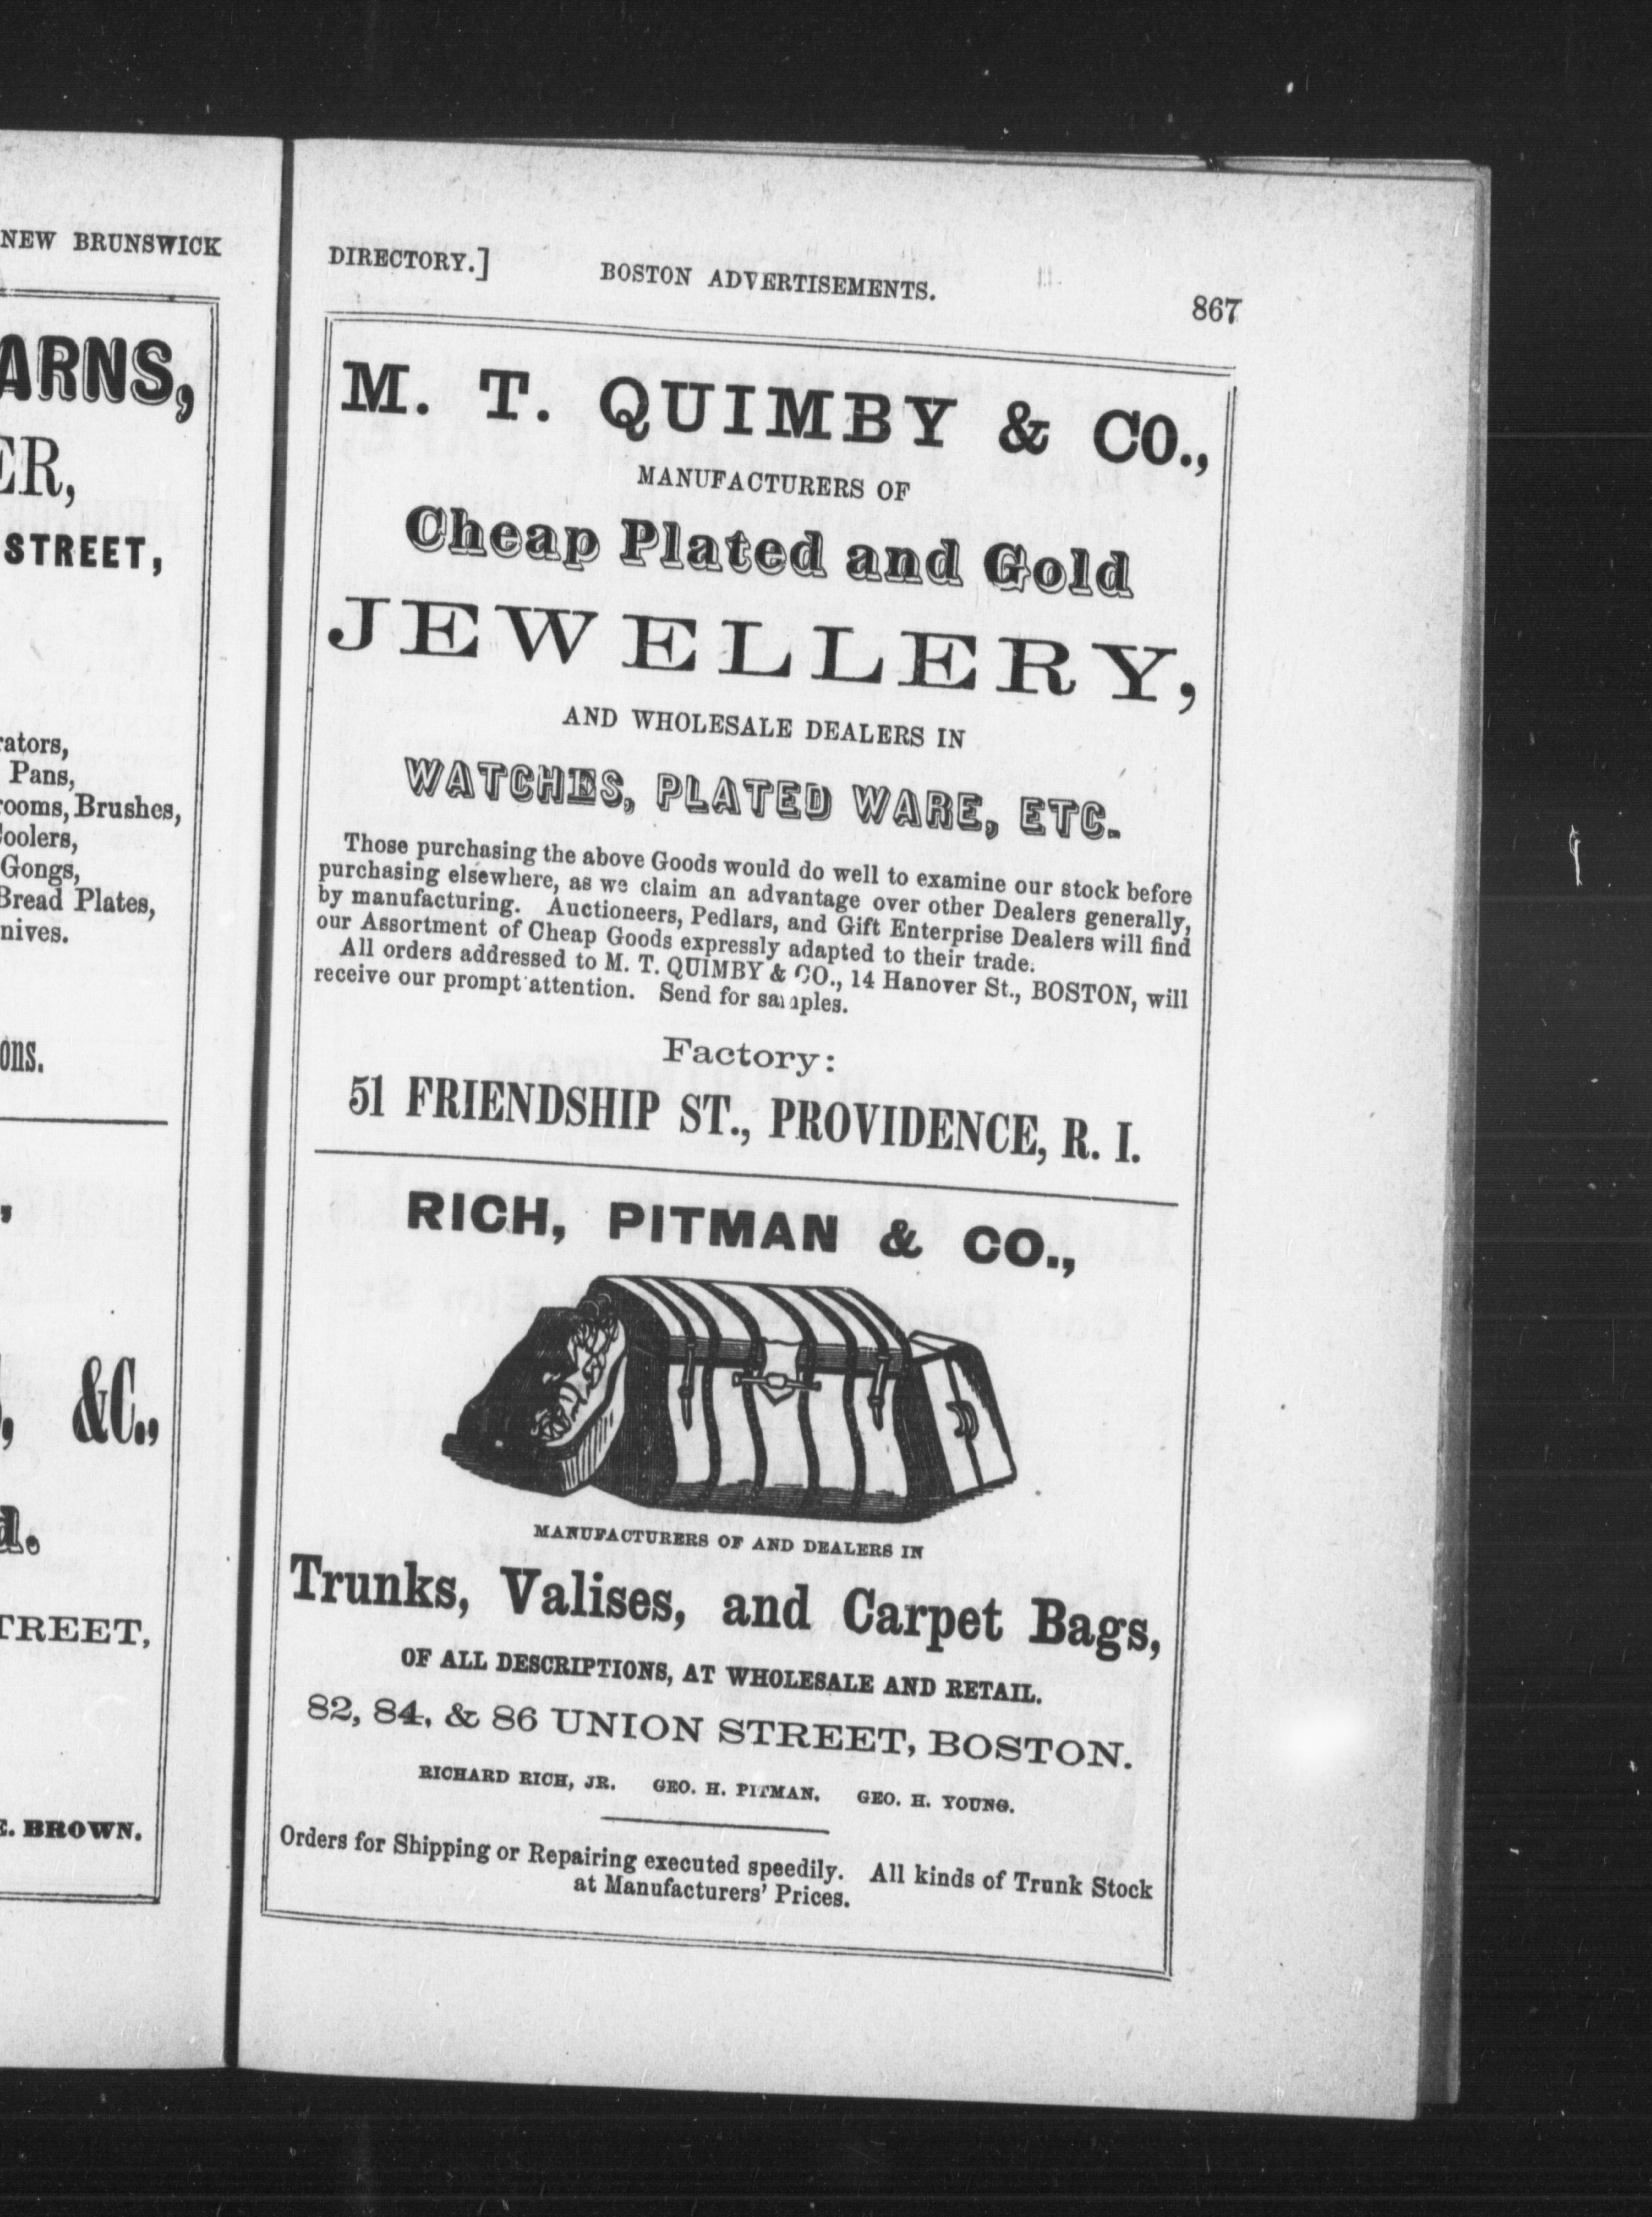 NEW BRUNSWICK
ARNS,
ER,
STREET,
rators,
Pans,
rooms, Brushes,
Coolers,
Gongs,
Bread Plates,
nives.
ons.
,
, &C.,
d.
TREET,
E. BROWN.
DIRECTORY.] BOSTON ADVERTISEMENTS. 867
M. T. QUIMBY & CO.,
MANUFACTURERS OF
Cheap Plated and Gold
JEWELLERY,
AND WHOLESALE DEALERS IN
WATCHES, PLATED WARE, ETC.
Those purchasing the above Goods would do well to examine our stock before
purchasing elsewhere, as we claim an advantage over other Dealers generally,
by manufacturing. Auctioneers, Pedlars, and Gift Enterprise Dealers will find
our Assortment of Cheap Goods expressly adapted to their trade.
All orders addressed to M. T. QUIMBY & CO., 14 Hanover St., BOSTON, will
receive our prompt attention. Send for samples.
Factory:
51 FRIENDSHIP ST., PROVIDENCE, R. I.
RICH, PITMAN & CO.,
MANUFACTURERS OF AND DEALERS IN
Trunks, Valises, and Carpet Bags,
OF ALL DESCRIPTIONS, AT WHOLESALE AND RETAIL.
82, 84, & 86 UNION STREET, BOSTON.
RICHARD RICH, JR. GEO. H. PITMAN. GEO. H. YOUNG.
Orders for Shipping or Repairing executed speedily. All kinds of Trunk Stock
at Manufacturers' Prices.